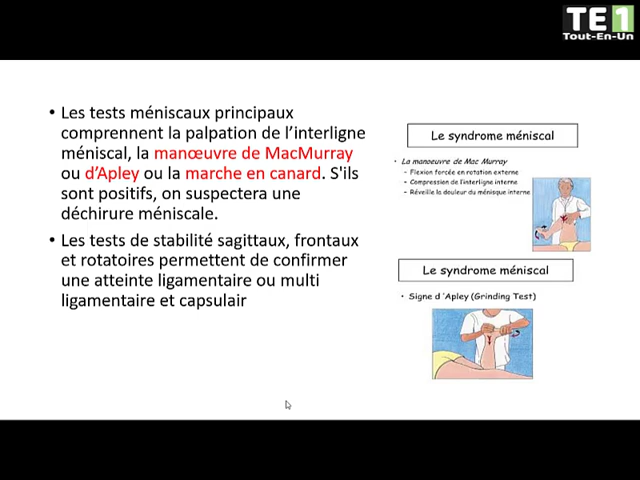 TE1
Tout-En-Un
• Les tests méniscaux principaux
comprennent la palpation de l'interligne
méniscal, la manœuvre de MacMurray
ou d'Apley ou la marche en canard. S'ils
sont positifs, on suspectera une
déchirure méniscale.
• Les tests de stabilité sagittaux, frontaux
et rotatoires permettent de confirmer
une atteinte ligamentaire ou multi
ligamentaire et capsulair
Le syndrome méniscal
• La manoeuvre de Mac Murray
– Flexion forcée en rotation externe
– Compression de l'interligne interne
– Réveille la douleur du ménisque interne
Le syndrome méniscal
• Signe d 'Apley (Grinding Test)